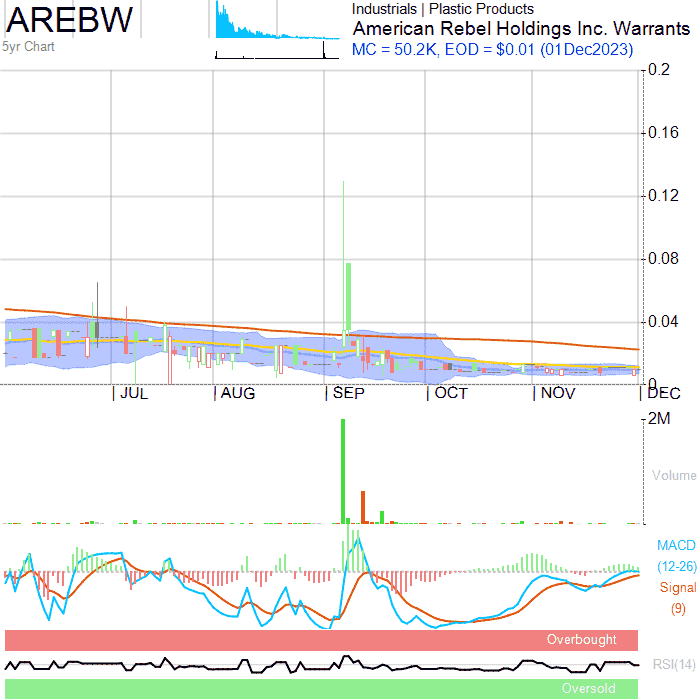 AREBW
5yr Chart
Industrials | Plastic Products
American Rebel Holdings Inc. Warrants
MC = 50.2K, EOD = $0.01 (01Dec2023)
0.2
0.16
0.12
0.08
0.04
0
JUL AUG SEP OCT NOV DEC
2M
Volume
MACD
(12-26)
Signal
(9)
Overbought
RSI(14)
Oversold